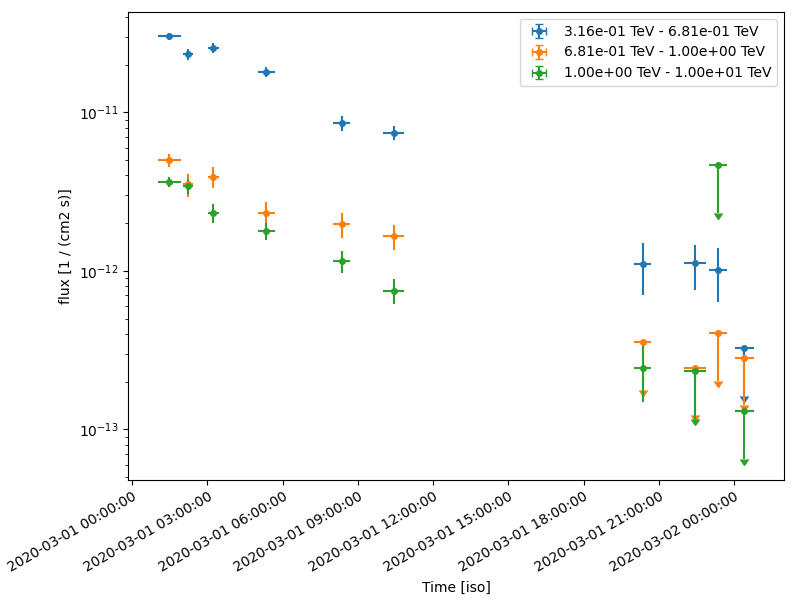 3.16e-01 TeV - 6.81e-01 TeV
6.81e-01 TeV - 1.00e+00 TeV
1.00e+00 TeV - 1.00e+01 TeV
10⁻¹¹
10⁻¹²
10⁻¹³
flux [1 / (cm2 s)]
2020-03-01 00:00:00
2020-03-01 03:00:00
2020-03-01 06:00:00
2020-03-01 09:00:00
2020-03-01 12:00:00
2020-03-01 15:00:00
2020-03-01 18:00:00
2020-03-01 21:00:00
2020-03-02 00:00:00
Time [iso]